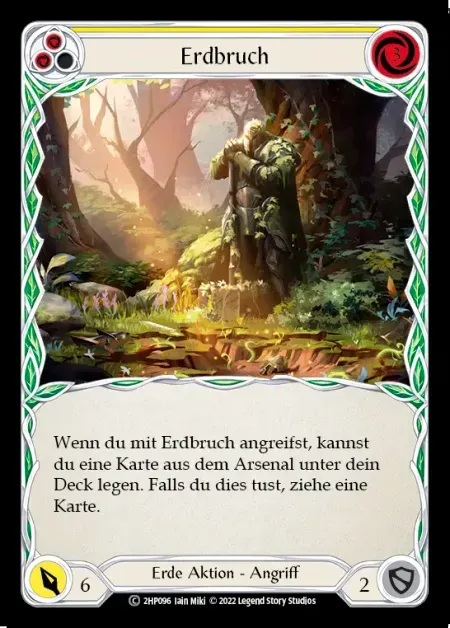 Erdbruch
3
Wenn du mit Erdbruch angreifst, kannst
du eine Karte aus dem Arsenal unter dein
Deck legen. Falls du dies tust, ziehe eine
Karte.
6
Erde Aktion - Angriff
2
C 2HP096 Iain Miki © 2022 Legend Story Studios